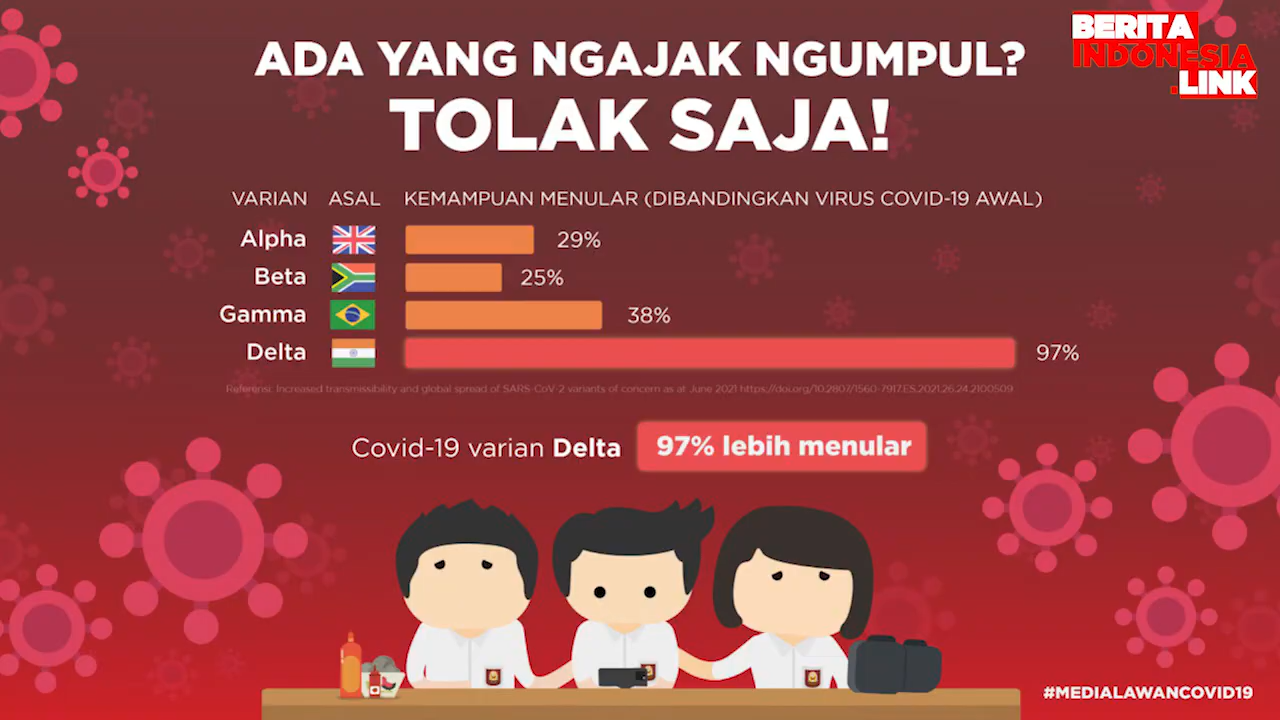 BERITA
INDONESIA
.LINK
ADA YANG NGAJAK NGUMPUL?
TOLAK SAJA!
VARIAN ASAL KEMAMPUAN MENULAR (DIBANDINGKAN VIRUS COVID-19 AWAL)
Alpha 29%
Beta 25%
Gamma 38%
Delta 97%
Referensi: Increased transmissibility and global spread of SARS-CoV-2 variants of concern as at June 2021 https://doi.org/10.2807/1560-7917.ES.2021.26.24.2100509
Covid-19 varian Delta 97% lebih menular
#MEDIALAWANCOVID19